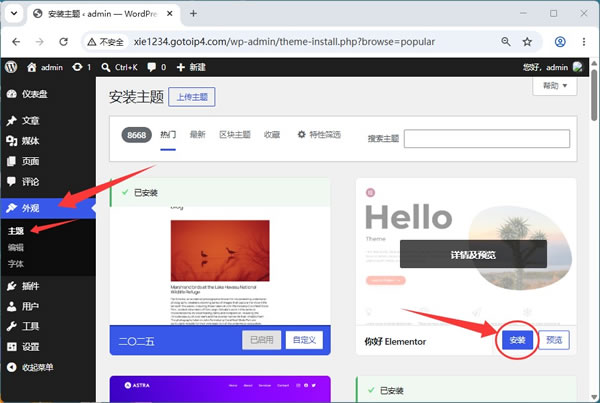 安装主题 ‹ admin — WordPre
不安全
xie1234.gotoip4.com/wp-admin/theme-install.php?browse=popular
admin
1
Ctrl+K
0
新建
您好, admin
仪表盘
文章
媒体
页面
评论
外观
主题
编辑
字体
插件
用户
工具
设置
收起菜单
安装主题
上传主题
帮助
8668
热门
最新
区块主题
收藏
特性筛选
搜索主题
已安装
blog
二〇二五
已启用
自定义
Hello
Theme
详情及预览
你好 Elementor
安装
预览
ASTRA
Home
About
Services
Contact
已安装